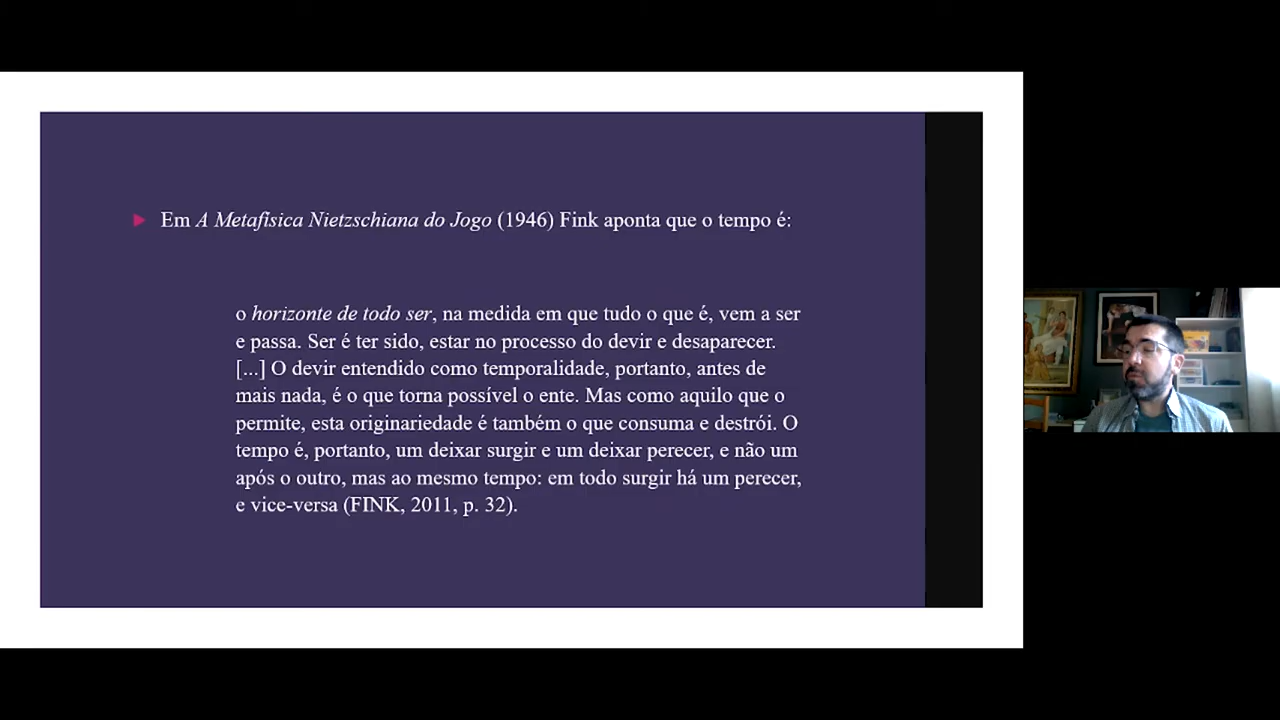 Em A Metafísica Nietzschiana do Jogo (1946) Fink aponta que o tempo é:
o horizonte de todo ser, na medida em que tudo o que é, vem a ser
e passa. Ser é ter sido, estar no processo do devir e desaparecer.
[...] O devir entendido como temporalidade, portanto, antes de
mais nada, é o que torna possível o ente. Mas como aquilo que o
permite, esta originariedade é também o que consuma e destrói. O
tempo é, portanto, um deixar surgir e um deixar perecer, e não um
após o outro, mas ao mesmo tempo: em todo surgir há um perecer,
e vice-versa (FINK, 2011, p. 32).